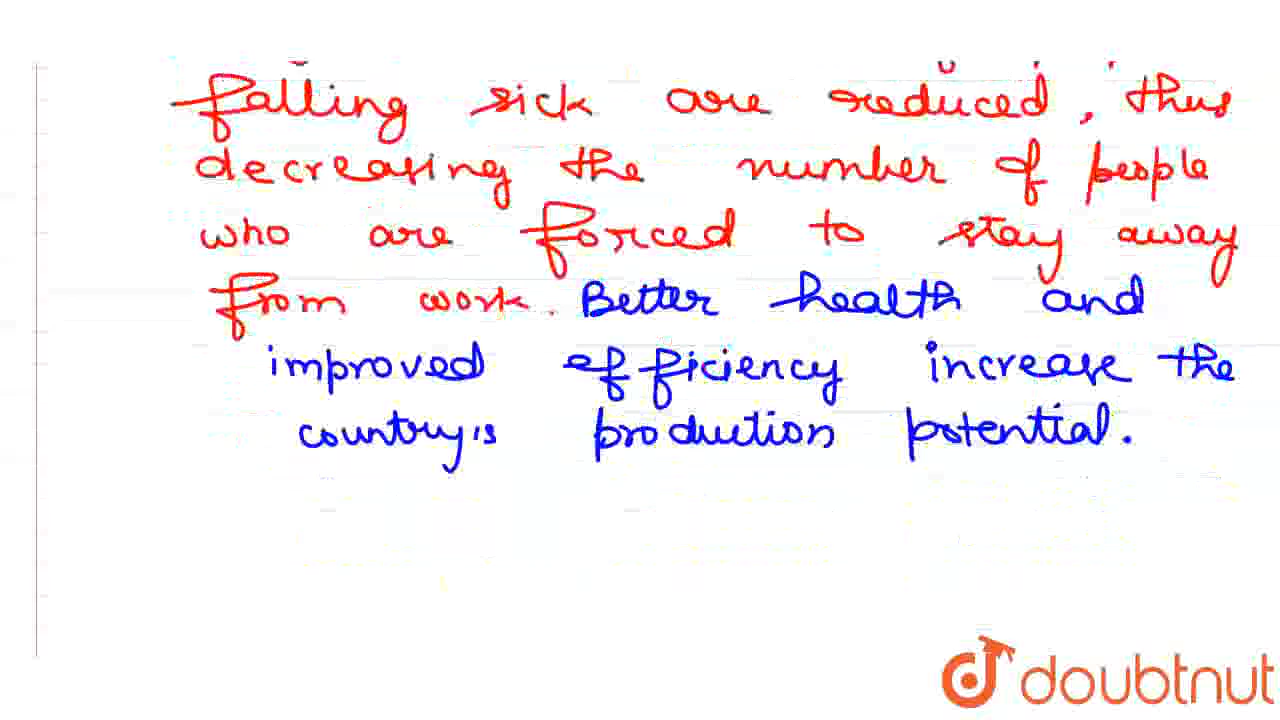 falling sick are reduced, thus
decreasing the number of people
who are forced to stay away
from work. Better health and
improved efficiency increase the
country's production potential.
doubtnut